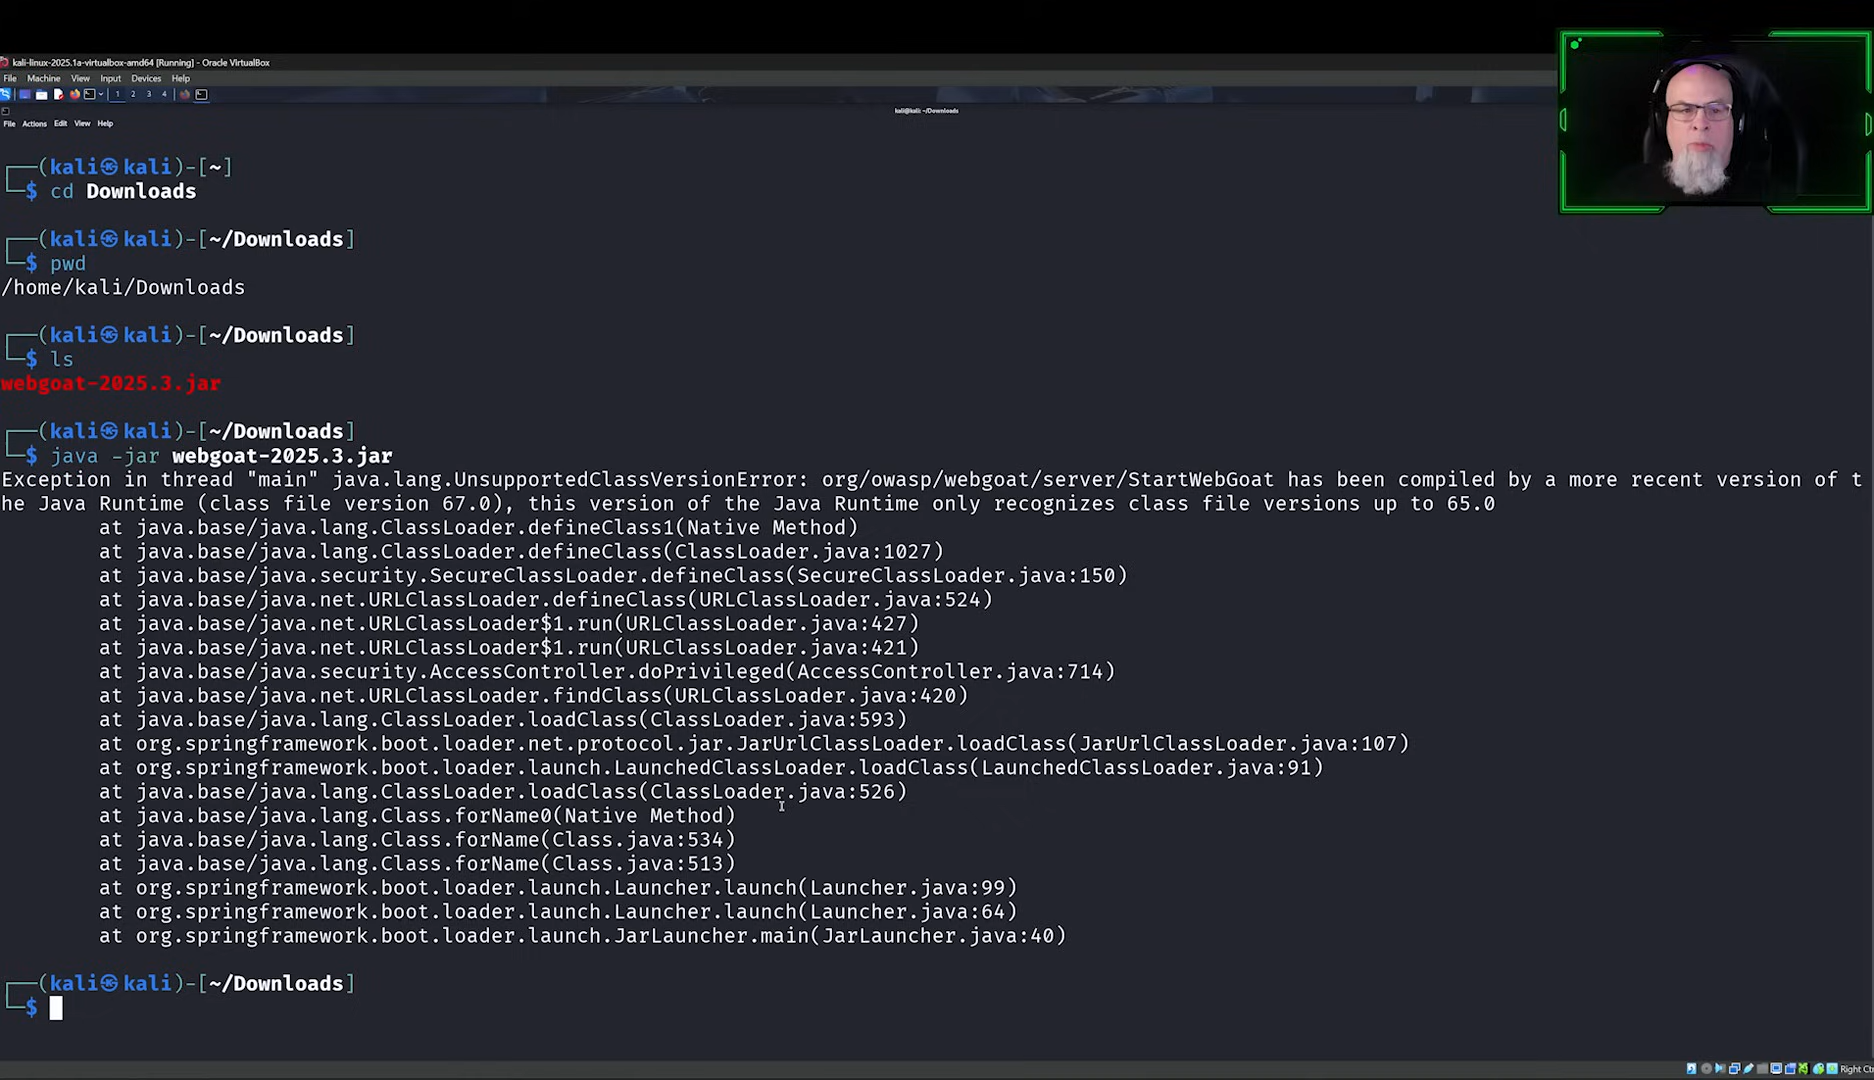 kali-linux-2025.1a-virtualbox-amd64 [Running] - Oracle VirtualBox
File Machine View Input Devices Help
1 2 3 4
kali@kali: ~/Downloads
File Actions Edit View Help
┌──(kali㉿kali)-[~]
└─$ cd Downloads
┌──(kali㉿kali)-[~/Downloads]
└─$ pwd
/home/kali/Downloads
┌──(kali㉿kali)-[~/Downloads]
└─$ ls
webgoat-2025.3.jar
┌──(kali㉿kali)-[~/Downloads]
└─$ java -jar webgoat-2025.3.jar
Exception in thread "main" java.lang.UnsupportedClassVersionError: org/owasp/webgoat/server/StartWebGoat has been compiled by a more recent version of t
he Java Runtime (class file version 67.0), this version of the Java Runtime only recognizes class file versions up to 65.0
at java.base/java.lang.ClassLoader.defineClass1(Native Method)
at java.base/java.lang.ClassLoader.defineClass(ClassLoader.java:1027)
at java.base/java.security.SecureClassLoader.defineClass(SecureClassLoader.java:150)
at java.base/java.net.URLClassLoader.defineClass(URLClassLoader.java:524)
at java.base/java.net.URLClassLoader$1.run(URLClassLoader.java:427)
at java.base/java.net.URLClassLoader$1.run(URLClassLoader.java:421)
at java.base/java.security.AccessController.doPrivileged(AccessController.java:714)
at java.base/java.net.URLClassLoader.findClass(URLClassLoader.java:420)
at java.base/java.lang.ClassLoader.loadClass(ClassLoader.java:593)
at org.springframework.boot.loader.net.protocol.jar.JarUrlClassLoader.loadClass(JarUrlClassLoader.java:107)
at org.springframework.boot.loader.launch.LaunchedClassLoader.loadClass(LaunchedClassLoader.java:91)
at java.base/java.lang.ClassLoader.loadClass(ClassLoader.java:526)
at java.base/java.lang.Class.forName0(Native Method)
at java.base/java.lang.Class.forName(Class.java:534)
at java.base/java.lang.Class.forName(Class.java:513)
at org.springframework.boot.loader.launch.Launcher.launch(Launcher.java:99)
at org.springframework.boot.loader.launch.Launcher.launch(Launcher.java:64)
at org.springframework.boot.loader.launch.JarLauncher.main(JarLauncher.java:40)
┌──(kali㉿kali)-[~/Downloads]
└─$
Right Ct